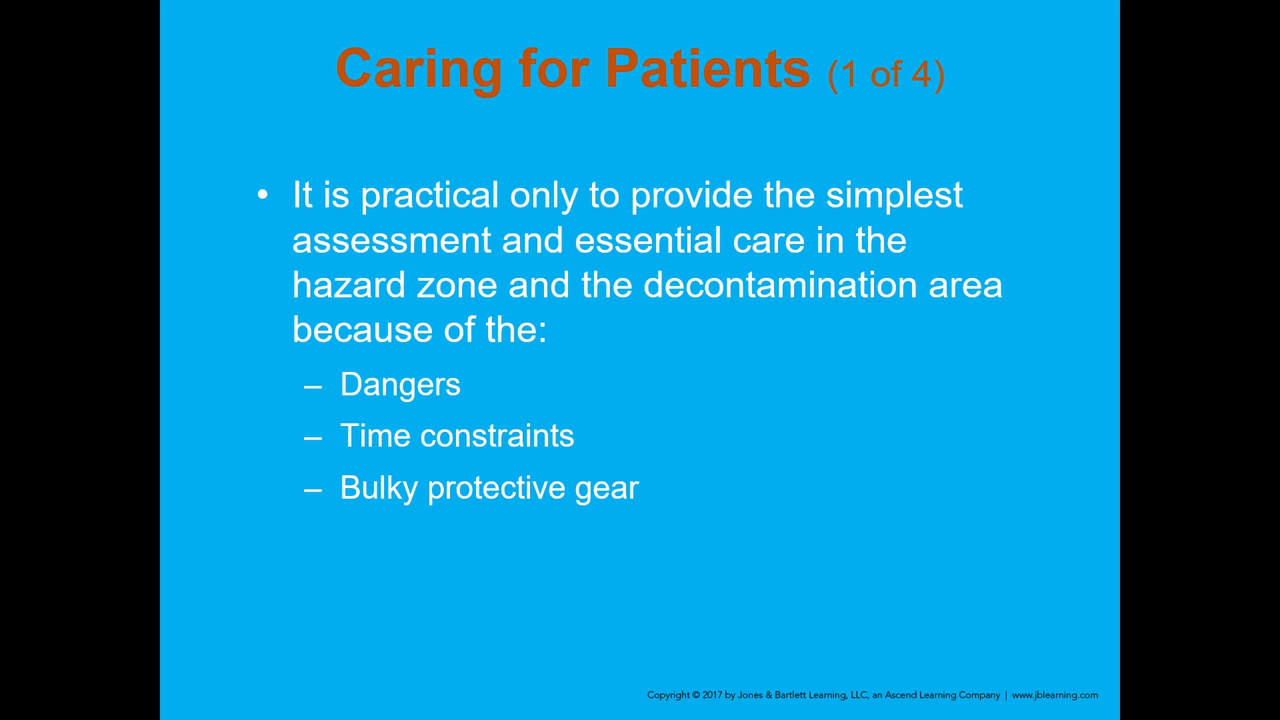 Caring for Patients (1 of 4)
• It is practical only to provide the simplest
assessment and essential care in the
hazard zone and the decontamination area
because of the:
– Dangers
– Time constraints
– Bulky protective gear
Copyright © 2017 by Jones & Bartlett Learning, LLC, an Ascend Learning Company | www.jblearning.com